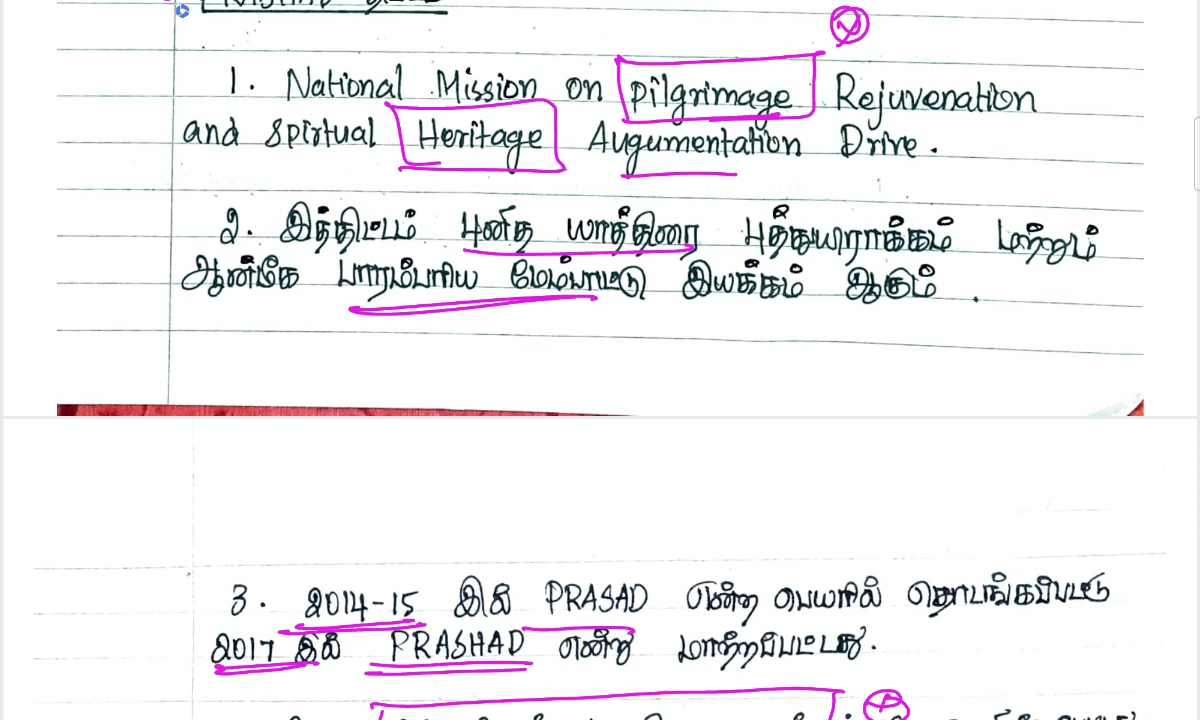 1. National Mission on Pilgrimage Rejuvenation
and Spirtual Heritage Augumentation Drive.
2. இத்திட்டம் புனித யாத்திரை புத்துயிராக்கம் மற்றும்
ஆன்மீக பாரம்பரிய மேம்பாட்டு இயக்கம் ஆகும்.
3. 2014-15 இல் PRASAD என்ற பெயரில் தொடங்கப்பட்டு
2017 இல் PRASHAD என்று மாற்றப்பட்டது.